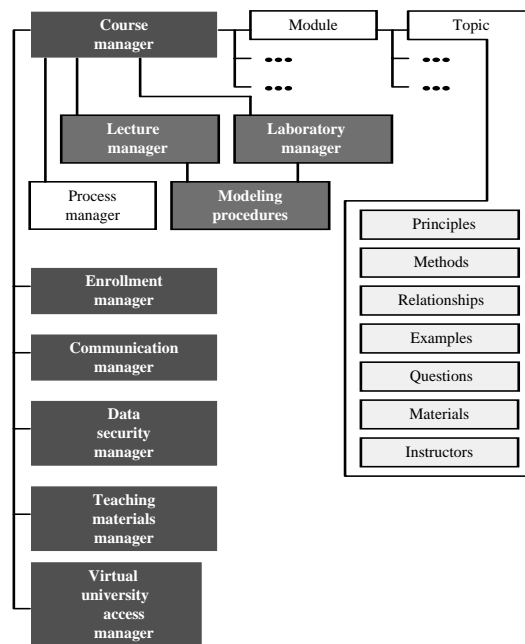 Course
manager
Module
Topic
•••
•••
•••
•••
Lecture
manager
Laboratory
manager
Process
manager
Modeling
procedures
Principles
Methods
Relationships
Examples
Questions
Materials
Instructors
Enrollment
manager
Communication
manager
Data
security
manager
Teaching
materials
manager
Virtual
university
access
manager